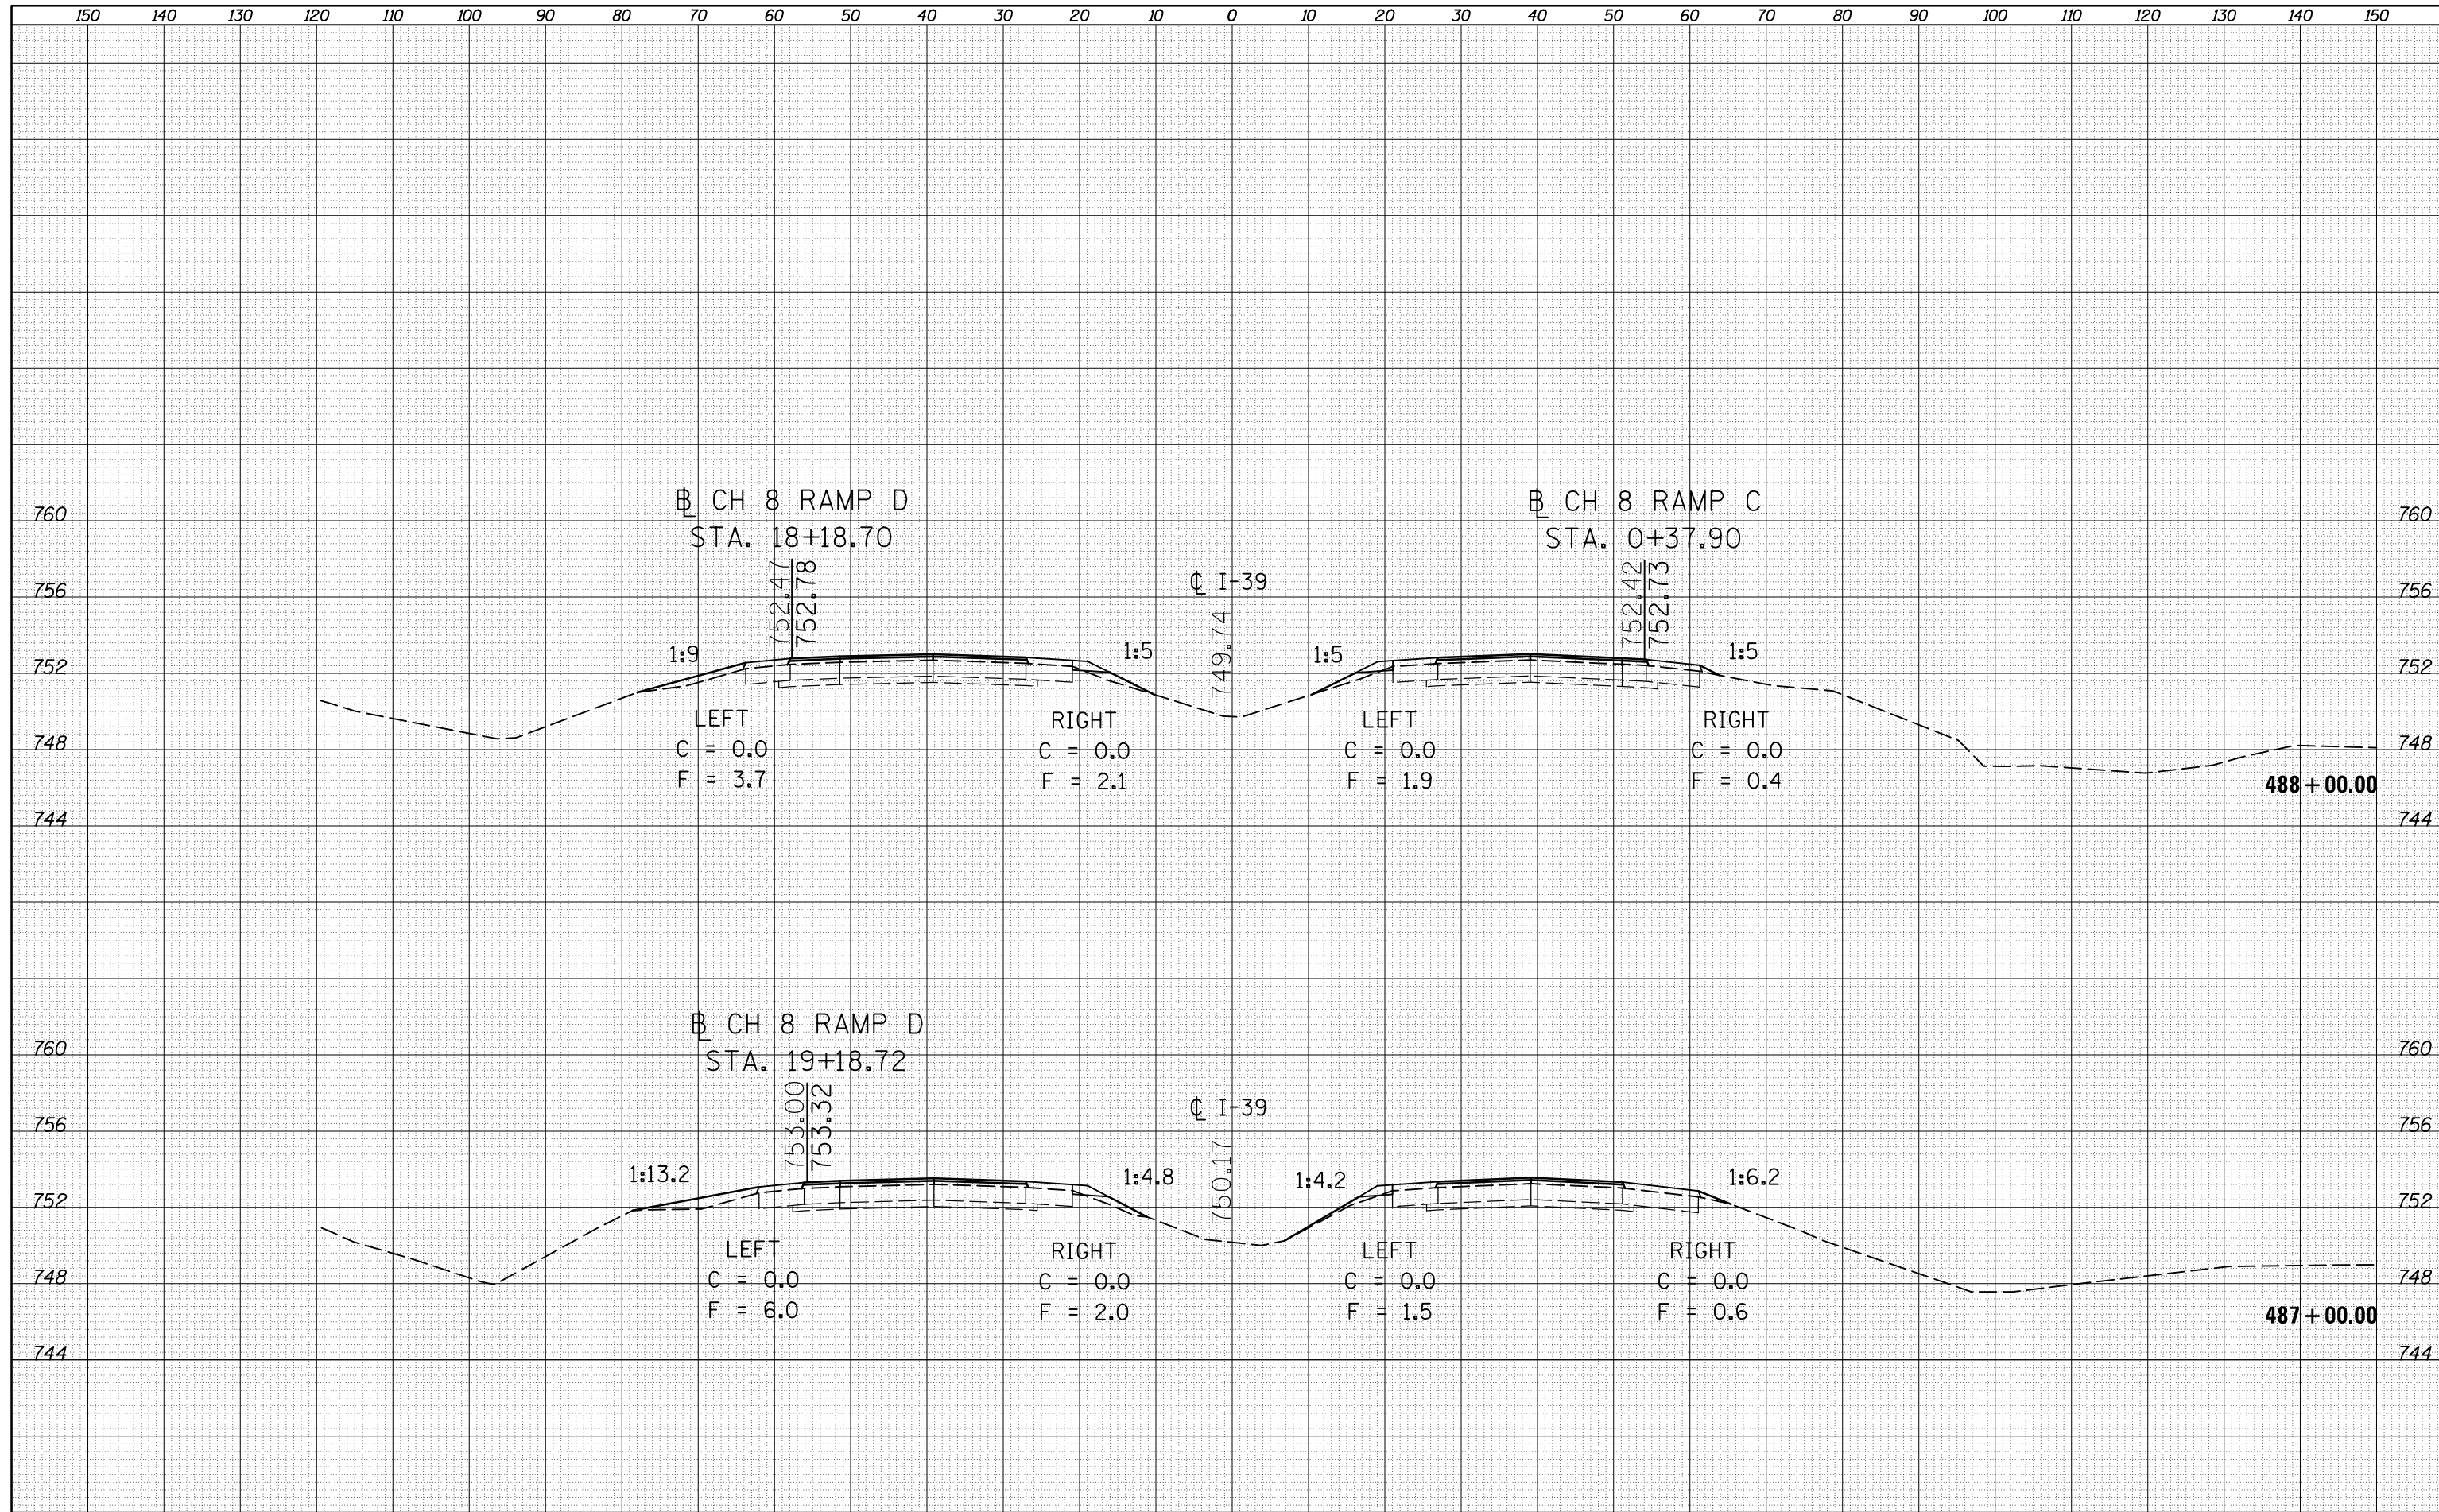 150 140 130 120 110 100 90 80 70 60 50 40 30 20 10 0 10 20 30 40 50 60 70 80 90 100 110 120 130 140 150
℄ CH 8 RAMP D
STA. 18+18.70
752.47
752.78
℄ I-39
749.74
℄ CH 8 RAMP C
STA. 0+37.90
752.42
752.73
760 760
756 756
752 752
748 748
744 744
1:9
1:5
1:5
1:5
LEFT
C = 0.0
F = 3.7
RIGHT
C = 0.0
F = 2.1
LEFT
C = 0.0
F = 1.9
RIGHT
C = 0.0
F = 0.4
488+00.00
℄ CH 8 RAMP D
STA. 19+18.72
753.00
753.32
℄ I-39
750.17
760 760
756 756
752 752
748 748
744 744
1:13.2
1:4.8
1:4.2
1:6.2
LEFT
C = 0.0
F = 6.0
RIGHT
C = 0.0
F = 2.0
LEFT
C = 0.0
F = 1.5
RIGHT
C = 0.0
F = 0.6
487+00.00